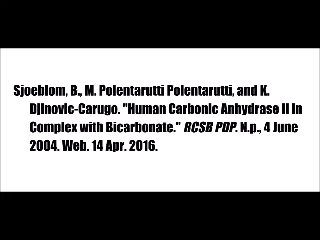 Sjoeblom, B., M. Polentarutti Polentarutti, and K.
Djinovic-Carugo. "Human Carbonic Anhydrase II in
Complex with Bicarbonate." RCSB PDP. N.p., 4 June
2004. Web. 14 Apr. 2016.